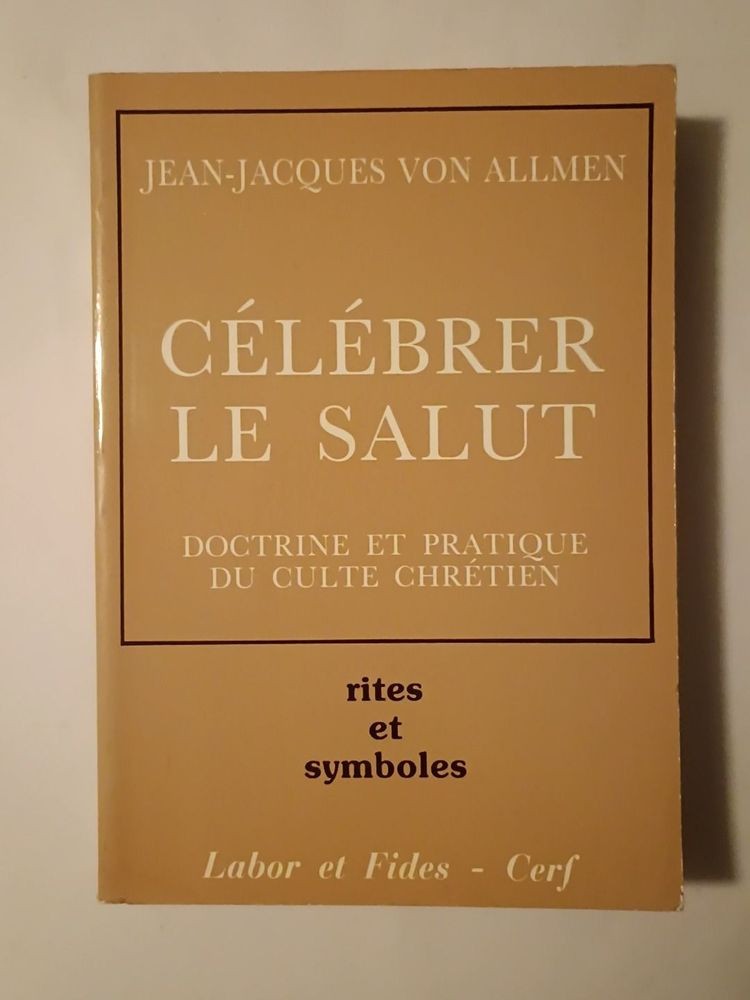 JEAN-JACQUES VON ALLMEN
CÉLÉBRER
LE SALUT
DOCTRINE ET PRATIQUE
DU CULTE CHRÉTIEN
rites
et
symboles
Labor et Fides - Cerf